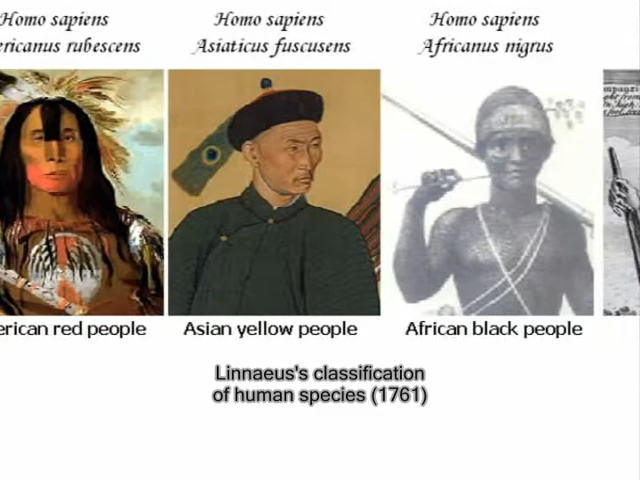 Homo sapiens
ericanus rubescens
Homo sapiens
Asiaticus fuscusens
Homo sapiens
Africanus nigrus
erican red people
Asian yellow people
African black people
Linnaeus's classification
of human species (1761)